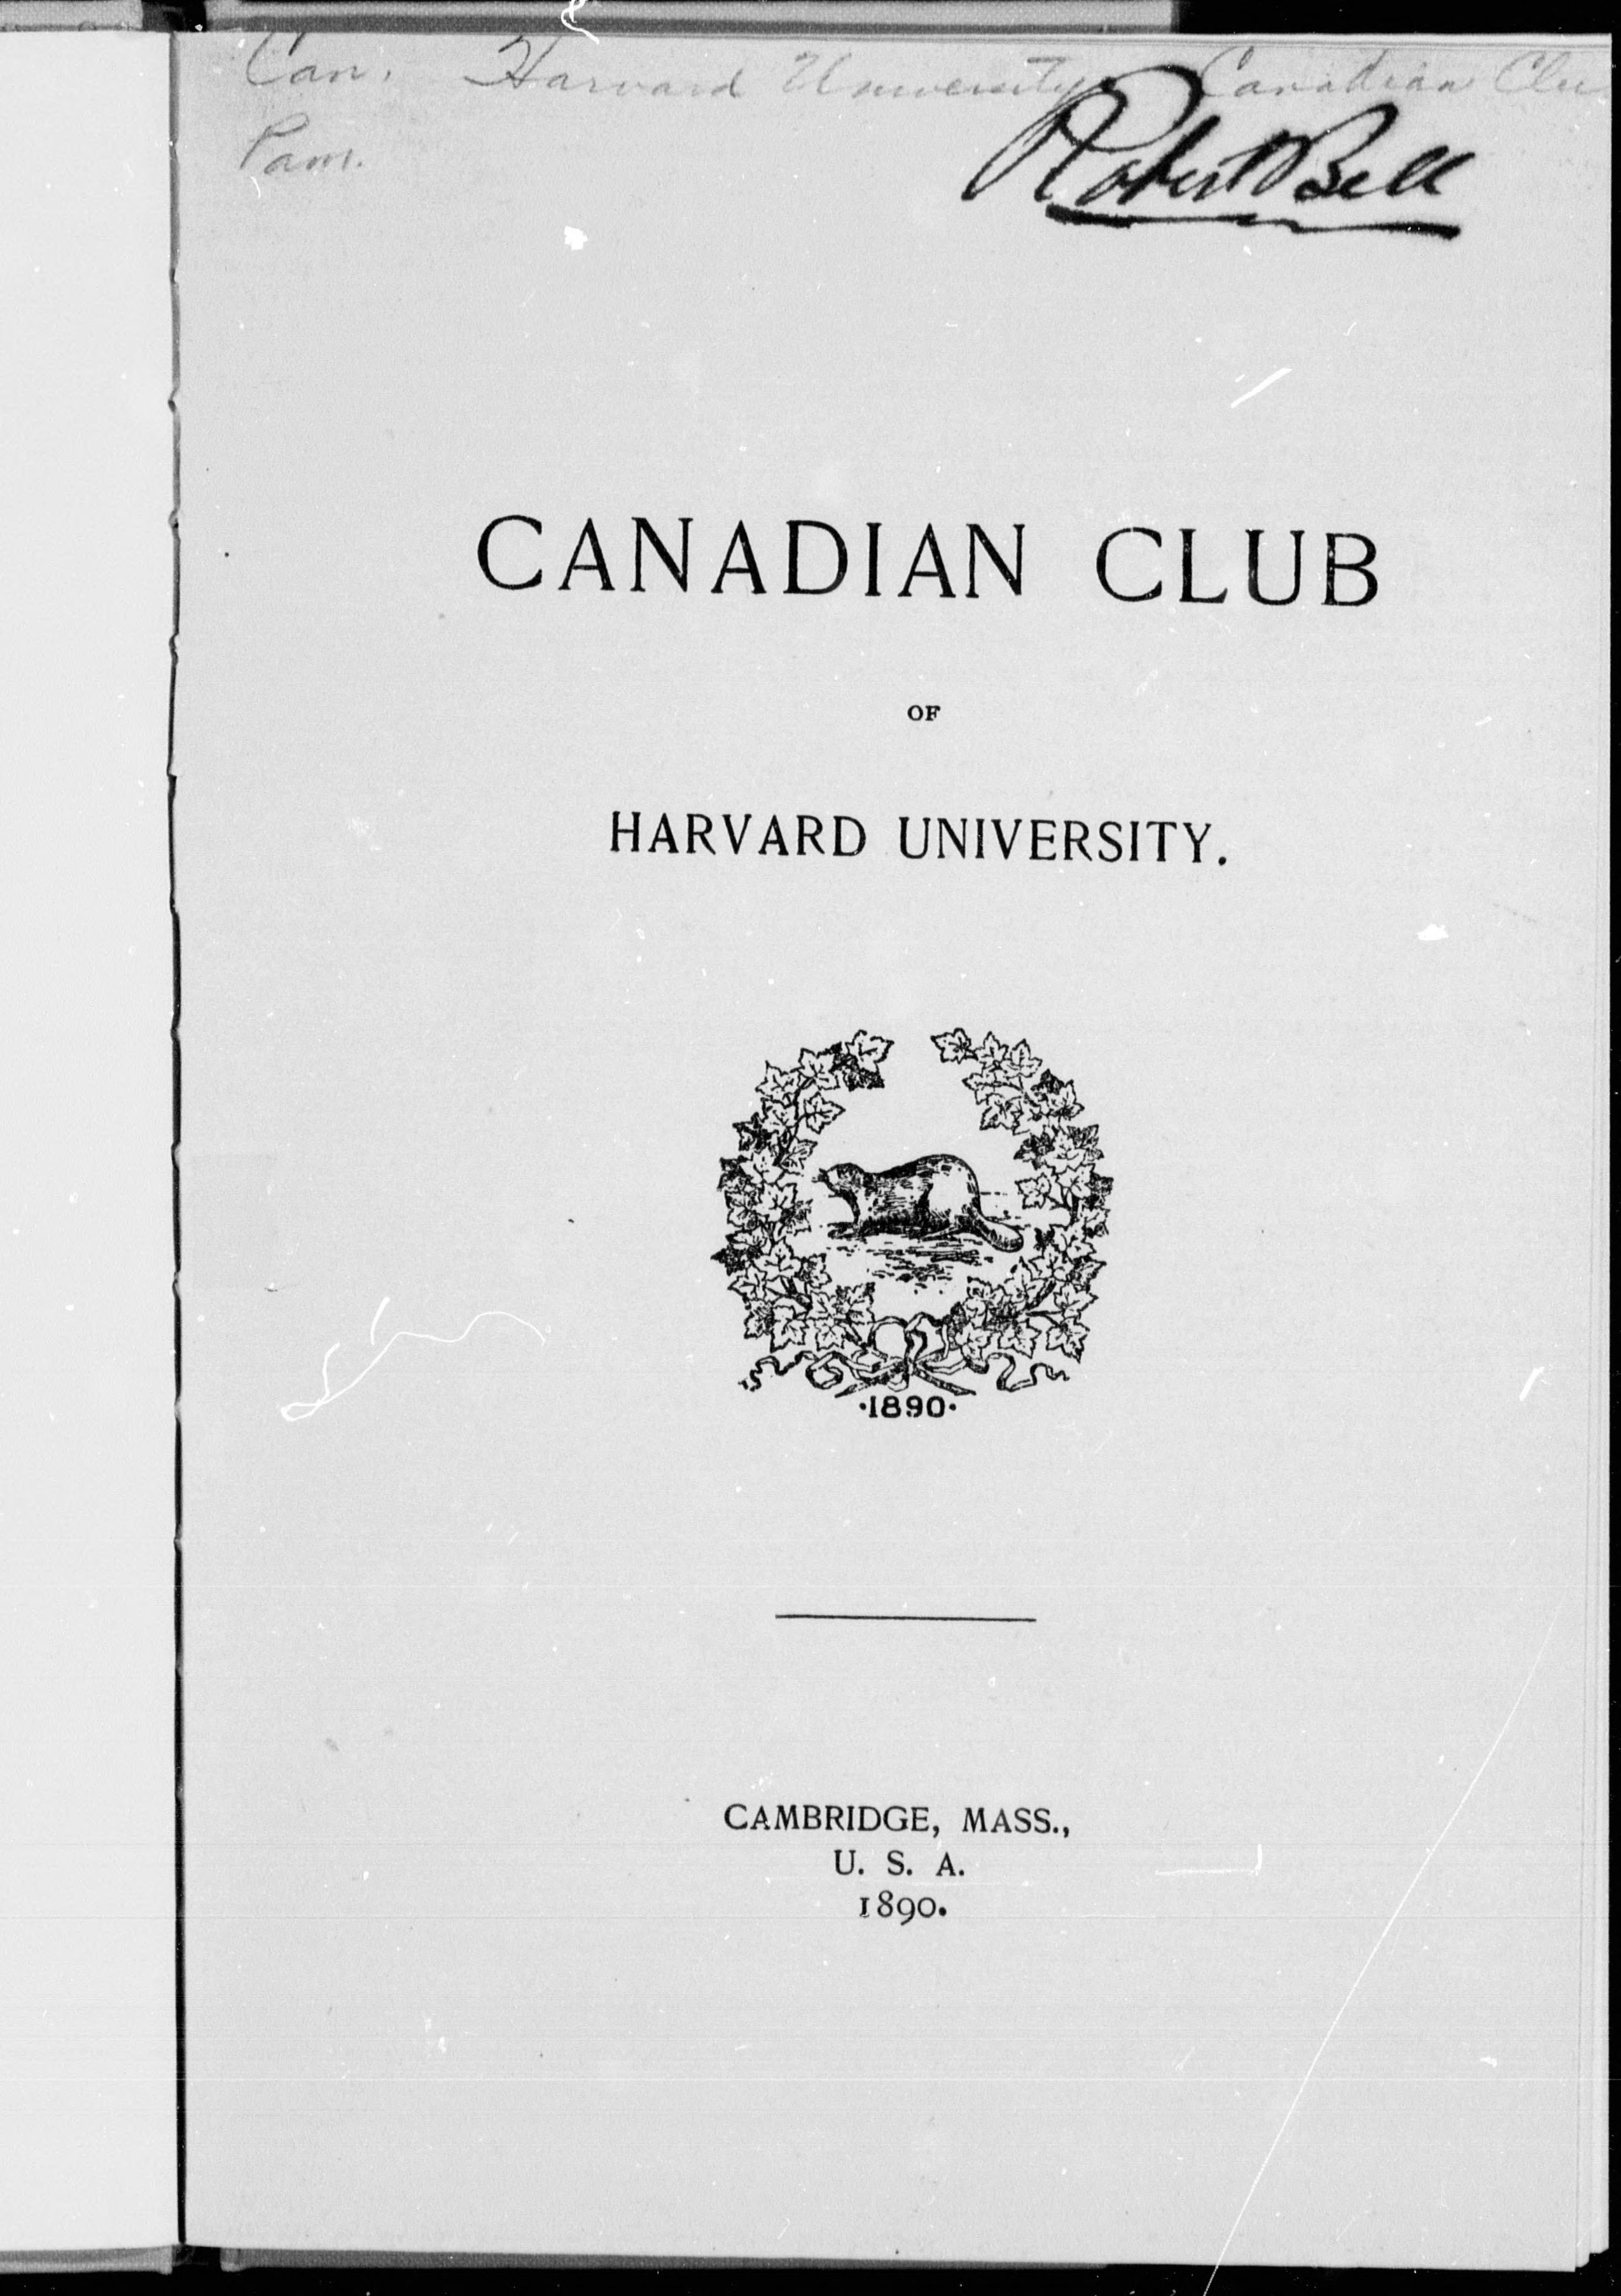 Can. Harvard University Canadian Clu
Pam.
Robert Bell
CANADIAN CLUB
OF
HARVARD UNIVERSITY.
·1890·
CAMBRIDGE, MASS.,
U. S. A.
1890.